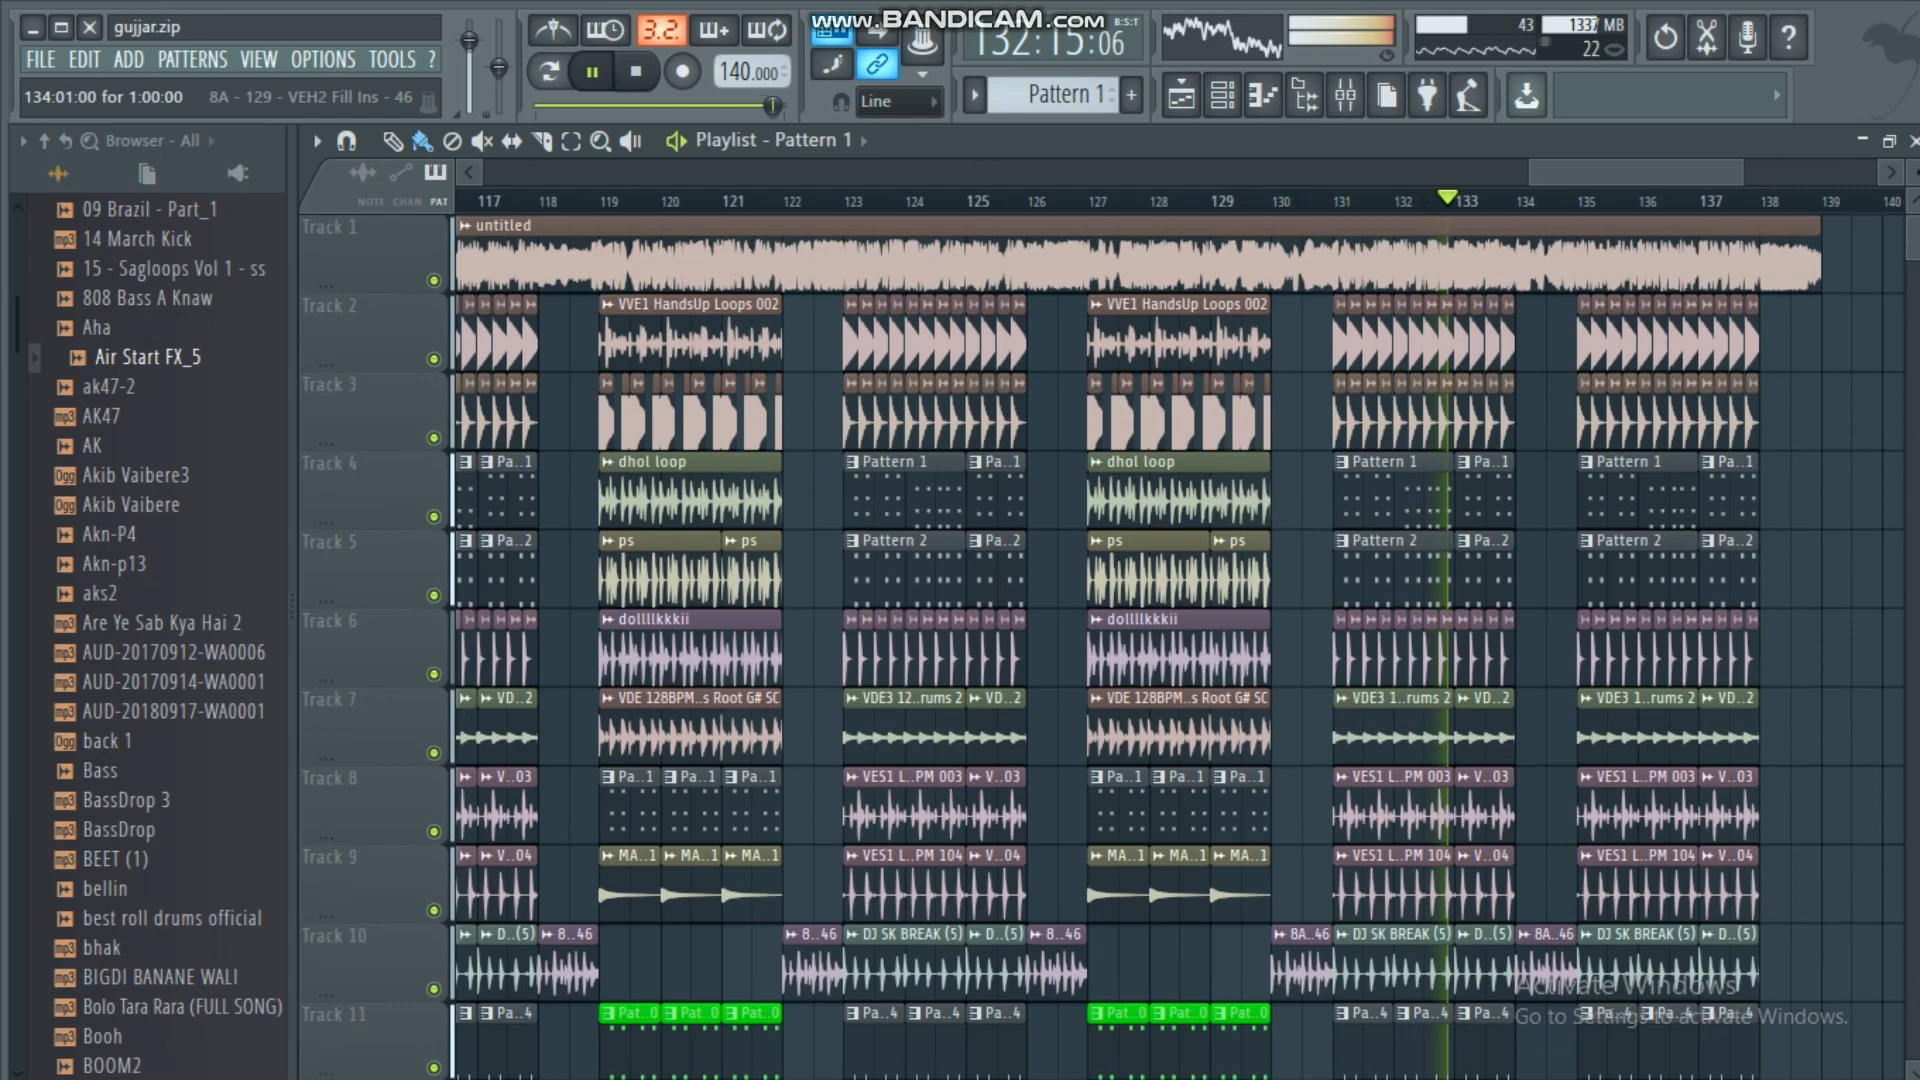 www.BANDICAM.com
gujjar.zip
FILE EDIT ADD PATTERNS VIEW OPTIONS TOOLS ?
134:01:00 for 1:00:00 8A - 129 - VEH2 Fill Ins - 46
3.2.
140.000
132:15:06
B:S:T
Line
Pattern 1
43
1337 MB
22
Browser - All
Playlist - Pattern 1
NOTE CHAN PAT
117 118 119 120 121 122 123 124 125 126 127 128 129 130 131 132 133 134 135 136 137 138 139 140
09 Brazil - Part_1
14 March Kick
15 - Sagloops Vol 1 - ss
808 Bass A Knaw
Aha
Air Start FX_5
ak47-2
AK47
AK
Akib Vaibere3
Akib Vaibere
Akn-P4
Akn-p13
aks2
Are Ye Sab Kya Hai 2
AUD-20170912-WA0006
AUD-20170914-WA0001
AUD-20180917-WA0001
back 1
Bass
BassDrop 3
BassDrop
BEET (1)
bellin
best roll drums official
bhak
BIGDI BANANE WALI
Bolo Tara Rara (FULL SONG)
Booh
BOOM2
Track 1 untitled
Track 2 VVE1 HandsUp Loops 002 VVE1 HandsUp Loops 002
Track 3
Track 4 Pa..1 dhol loop Pattern 1 Pa..1 dhol loop Pattern 1 Pa..1 Pattern 1 Pa..1
Track 5 Pa..2 ps ps Pattern 2 Pa..2 ps ps Pattern 2 Pa..2 Pattern 2 Pa..2
Track 6 dollllkkkii dollllkkkii
Track 7 VD..2 VDE 128BPM..s Root G# SC VDE3 12..rums 2 VD..2 VDE 128BPM..s Root G# SC VDE3 1..rums 2 VD..2 VDE3 1..rums 2 VD..2
Track 8 V..03 Pa..1 Pa..1 Pa..1 VES1 L..PM 003 V..03 Pa..1 Pa..1 Pa..1 VES1 L..PM 003 V..03 VES1 L..PM 003 V..03
Track 9 V..04 MA..1 MA..1 MA..1 VES1 L..PM 104 V..04 MA..1 MA..1 MA..1 VES1 L..PM 104 V..04 VES1 L..PM 104 V..04
Track 10 D..(5) 8..46 8..46 DJ SK BREAK (5) D..(5) 8..46 8A..46 DJ SK BREAK (5) D..(5) 8A..46 DJ SK BREAK (5) D..(5)
Track 11 Pa..4 Pat..0 Pat..0 Pat..0 Pa..4 Pa..4 Pa..4 Pat..0 Pat..0 Pat..0 Pa..4 Pa..4 Pa..4 Pa..4 Pa..4 Pa..4
Activate Windows
Go to Settings to activate Windows.